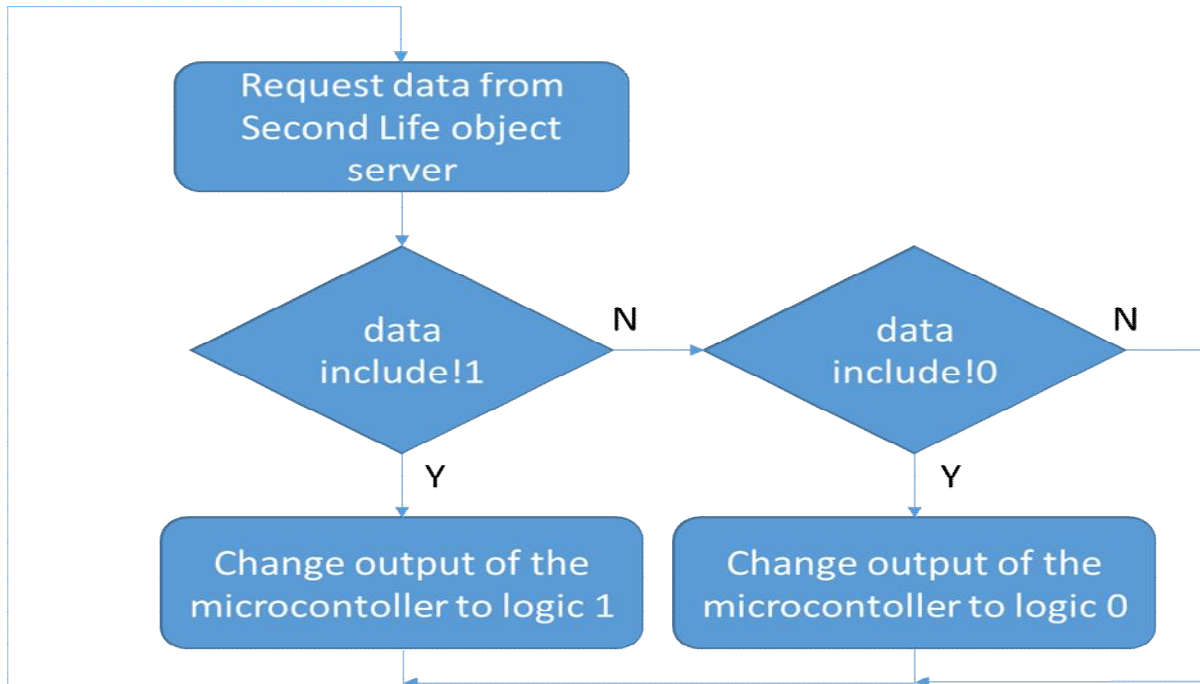 Request data from
Second Life object
server
data
include!1
N
data
include!0
N
Y
Y
Change output of the
microcontoller to logic 1
Change output of the
microcontoller to logic 0